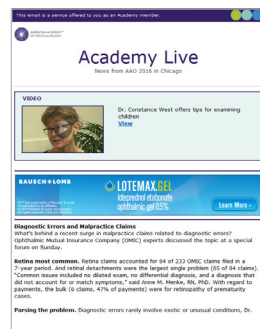 This email is a service offered to you as an Academy member.
AMERICAN ACADEMY™
OF OPHTHALMOLOGY
Academy Live
News from AAO 2016 in Chicago
VIDEO
Dr. Constance West offers tips for examining
children
View
BAUSCH+LOMB
LOTEMAX GEL
loteprednol etabonate
ophthalmic gel 0.5%
Learn More
Diagnostic Errors and Malpractice Claims
What's behind a recent surge in malpractice claims related to diagnostic errors?
Ophthalmic Mutual Insurance Company (OMIC) experts discussed the topic at a special
forum on Sunday.
Retina most common. Retina claims accounted for 84 of 233 OMIC claims filed in a
7-year period. And retinal detachments were the largest single problem (65 of 84 claims).
"Common issues included no dilated exam, no differential diagnosis, and a diagnosis that
did not account for or match symptoms," said Anne M. Menke, RN, PhD. With regard to
payments, the bulk (6 claims, 47% of payments) were for retinopathy of prematurity
cases.
Parsing the problem. Diagnostic errors rarely involve exotic or unusual conditions, Dr.